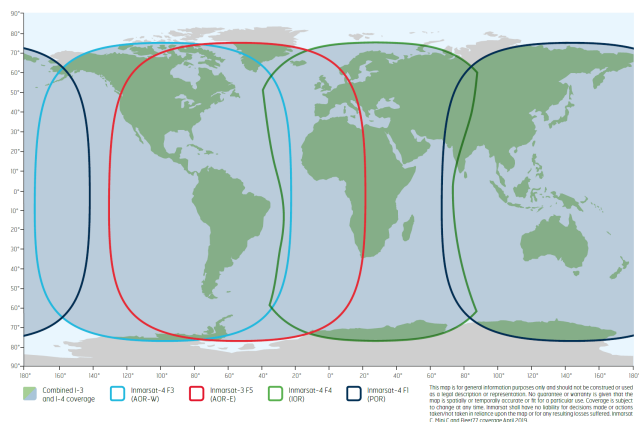 90°
80°
70°
60°
50°
40°
30°
20°
10°
0°
10°
20°
30°
40°
50°
60°
70°
80°
90°
180° 160° 140° 120° 100° 80° 60° 40° 20° 0° 20° 40° 60° 80° 100° 120° 140° 160° 180°
Combined I-3
and I-4 coverage
Inmarsat-4 F3
(AOR-W)
Inmarsat-3 F5
(AOR-E)
Inmarsat-4 F4
(IOR)
Inmarsat-4 F1
(POR)
This map is for general information purposes only and should not be construed or used
as a legal description or representation. No guarantee or warranty is given that the
map is spatially or temporally accurate or fit for a particular use. Coverage is subject
to change at any time. Inmarsat shall have no liability for decisions made or actions
taken/not taken in reliance upon the map or for any resulting losses suffered. Inmarsat
C, Mini C and Fleet77 coverage April 2019.